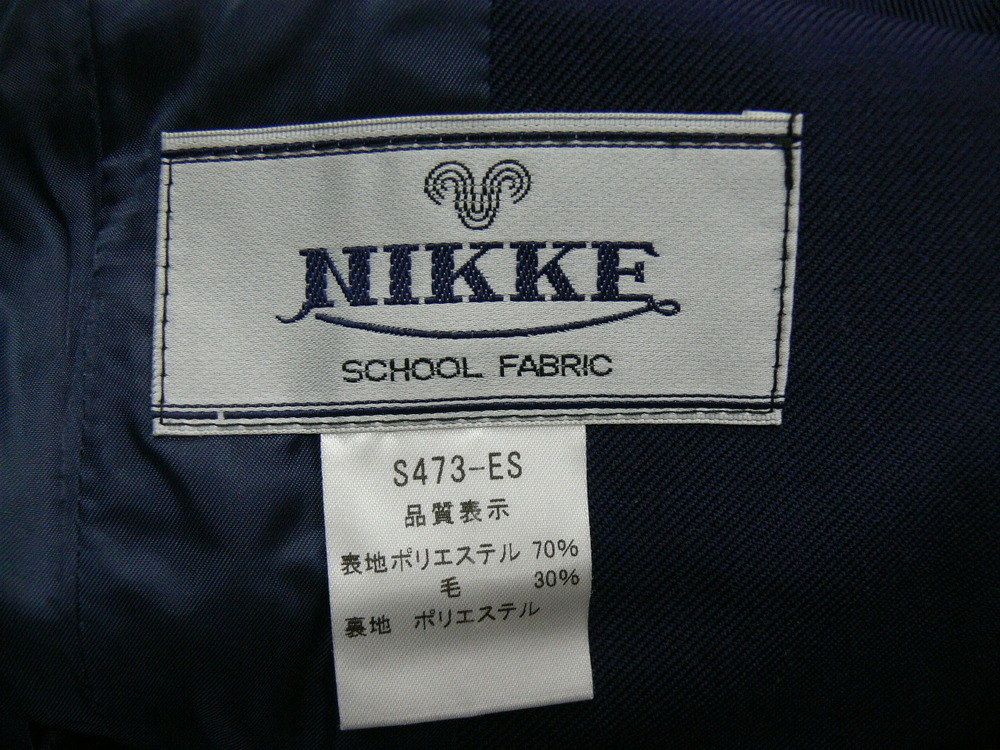 NIKKE
SCHOOL FABRIC
S473-ES
品質表示
表地ポリエステル 70%
毛 30%
裏地 ポリエステル